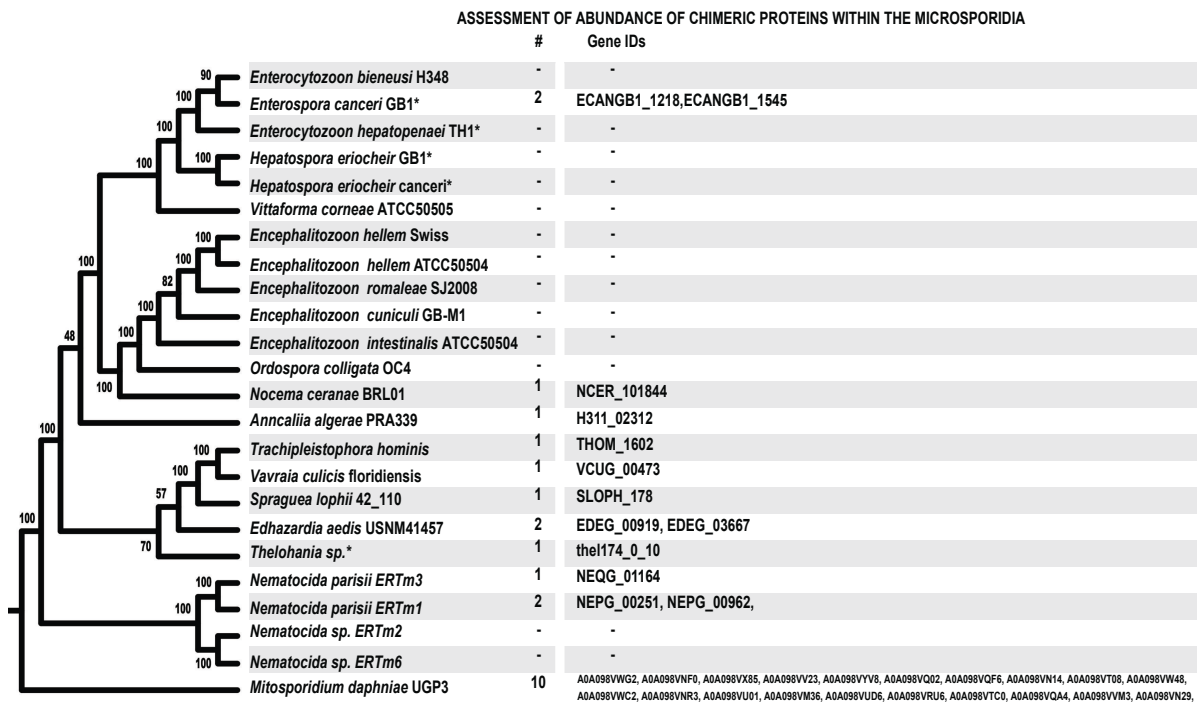 ASSESSMENT OF ABUNDANCE OF CHIMERIC PROTEINS WITHIN THE MICROSPORIDIA
# Gene IDs
90 Enterocytozoon bieneusi H348 - -
100 Enterospora canceri GB1* 2 ECANGB1_1218,ECANGB1_1545
100 Enterocytozoon hepatopenaei TH1* - -
100 100 Hepatospora eriocheir GB1* - -
Hepatospora eriocheir canceri* - -
Vittaforma corneae ATCC50505 - -
100 Encephalitozoon hellem Swiss - -
100 100 Encephalitozoon hellem ATCC50504 - -
82 Encephalitozoon romaleae SJ2008 - -
100 Encephalitozoon cuniculi GB-M1 - -
48 100 Encephalitozoon intestinalis ATCC50504 - -
Ordospora colligata OC4 - -
100 Nocema ceranae BRL01 1 NCER_101844
100 Anncaliia algerae PRA339 1 H311_02312
100 Trachipleistophora hominis 1 THOM_1602
100 Vavraia culicis floridiensis 1 VCUG_00473
57 Spraguea lophii 42_110 1 SLOPH_178
100 Edhazardia aedis USNM41457 2 EDEG_00919, EDEG_03667
70 Thelohania sp.* 1 thel174_0_10
100 Nematocida parisii ERTm3 1 NEQG_01164
100 Nematocida parisii ERTm1 2 NEPG_00251, NEPG_00962,
Nematocida sp. ERTm2 - -
100 Nematocida sp. ERTm6 - -
Mitosporidium daphniae UGP3 10 A0A098VWG2, A0A098VNF0, A0A098VX85, A0A098VV23, A0A098VYV8, A0A098VQ02, A0A098VQF6, A0A098VN14, A0A098VT08, A0A098VW48,
A0A098VWC2, A0A098VNR3, A0A098VU01, A0A098VM36, A0A098VUD6, A0A098VRU6, A0A098VTC0, A0A098VQA4, A0A098VVM3, A0A098VN29,